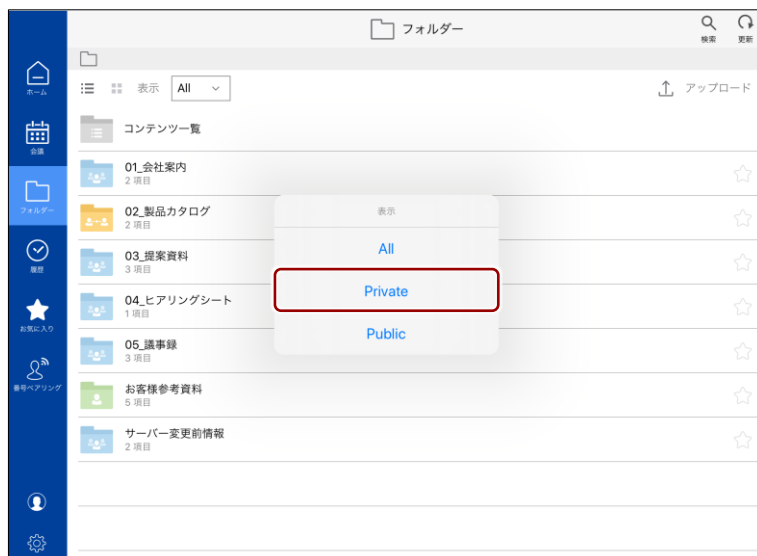 フォルダー
検索
更新
ホーム
会議
フォルダー
履歴
お気に入り
番号ペアリング
表示
All
アップロード
コンテンツ一覧
01_会社案内
2 項目
02_製品カタログ
2 項目
03_提案資料
3 項目
04_ヒアリングシート
1 項目
05_議事録
3 項目
お客様参考資料
5 項目
サーバー変更前情報
2 項目
表示
All
Private
Public